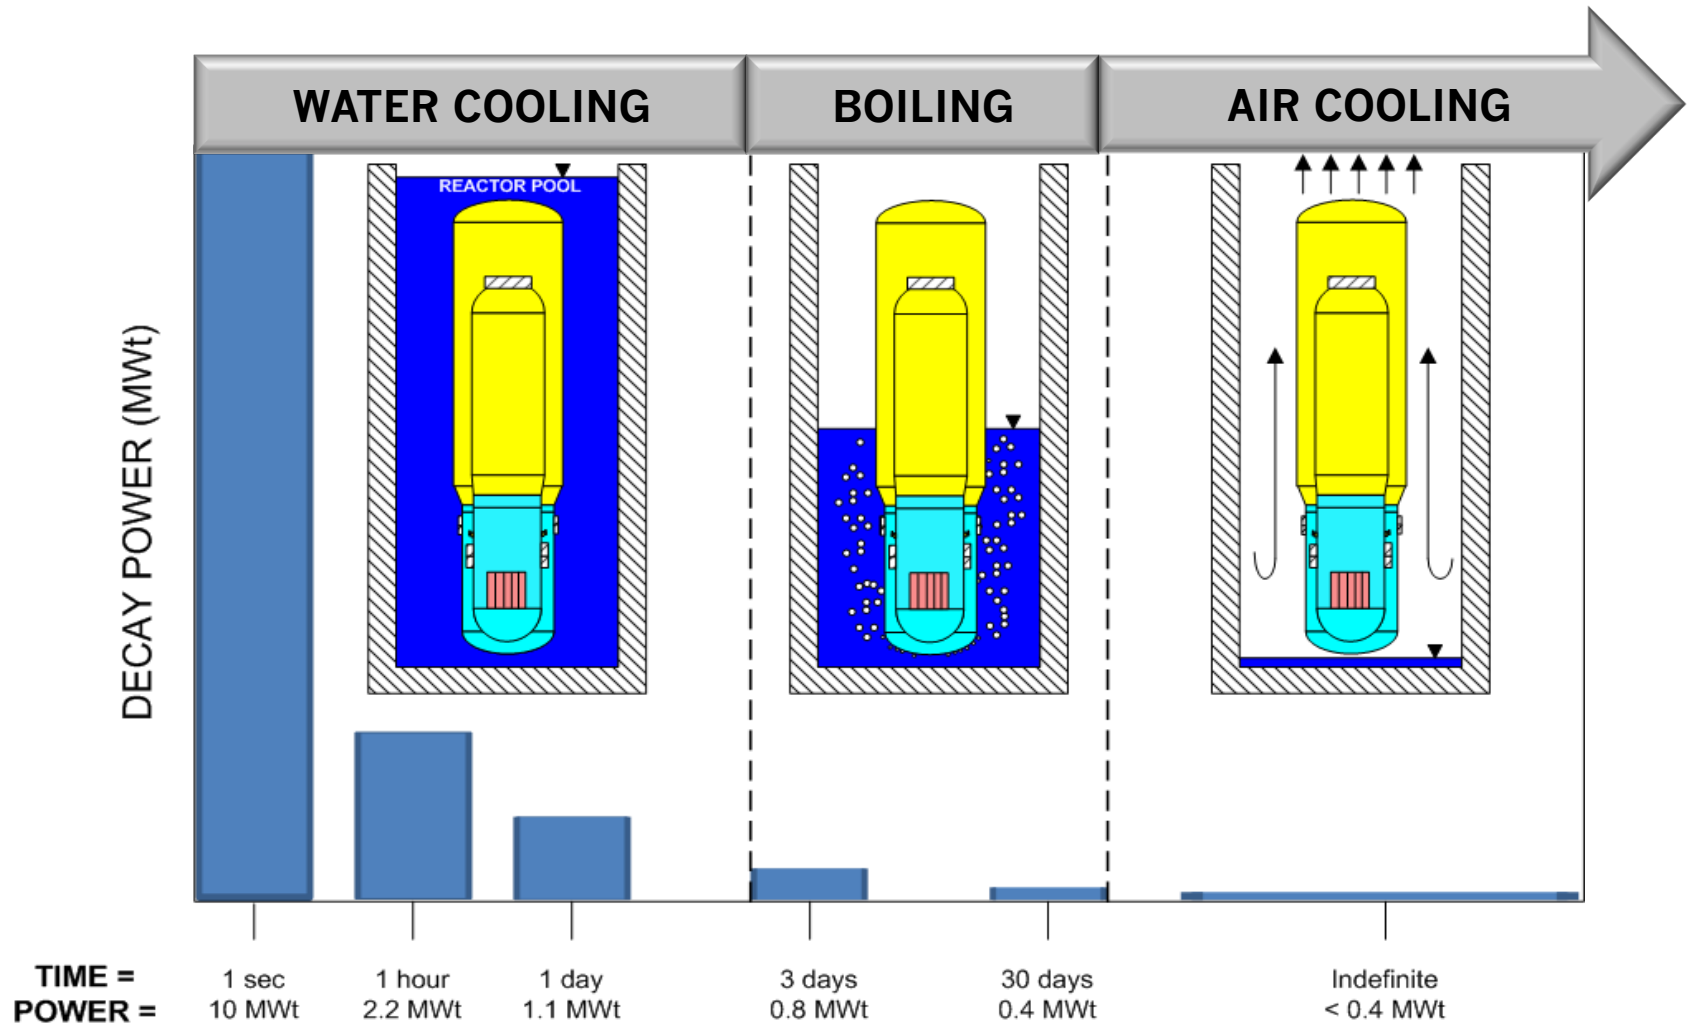 WATER COOLING
BOILING
AIR COOLING
REACTOR POOL
DECAY POWER (MWt)
TIME = 1 sec 1 hour 1 day 3 days 30 days Indefinite
POWER = 10 MWt 2.2 MWt 1.1 MWt 0.8 MWt 0.4 MWt < 0.4 MWt